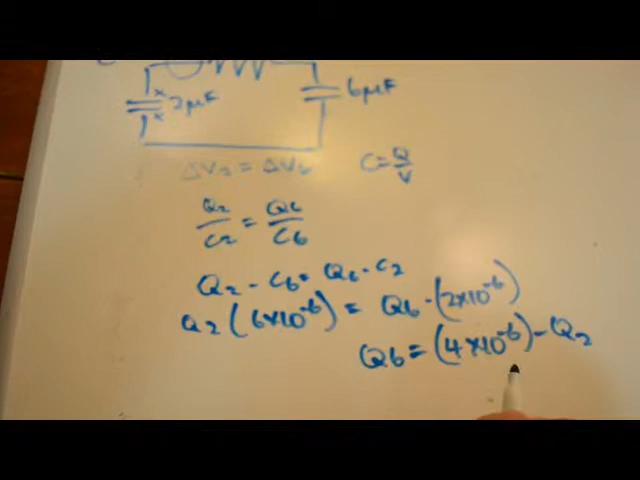 2μF
6μF
ΔV2 = ΔV6
C = Q/V
Q2/C2 = Q6/C6
Q2 - C6 = Q6 - C2
Q2 (6×10^-6) = Q6 - (2×10^-6)
Q6 = (4×10^-6) - Q2